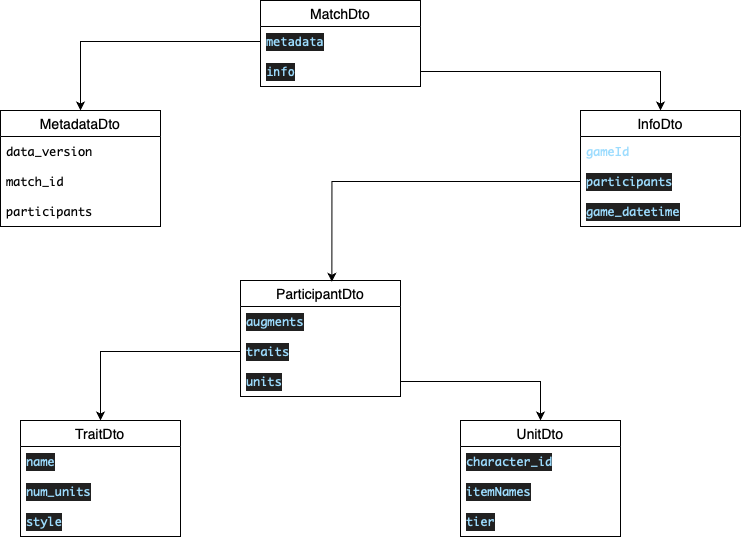 MatchDto
metadata
info
MetadataDto
data_version
match_id
participants
InfoDto
gameId
participants
game_datetime
ParticipantDto
augments
traits
units
TraitDto
name
num_units
style
UnitDto
character_id
itemNames
tier